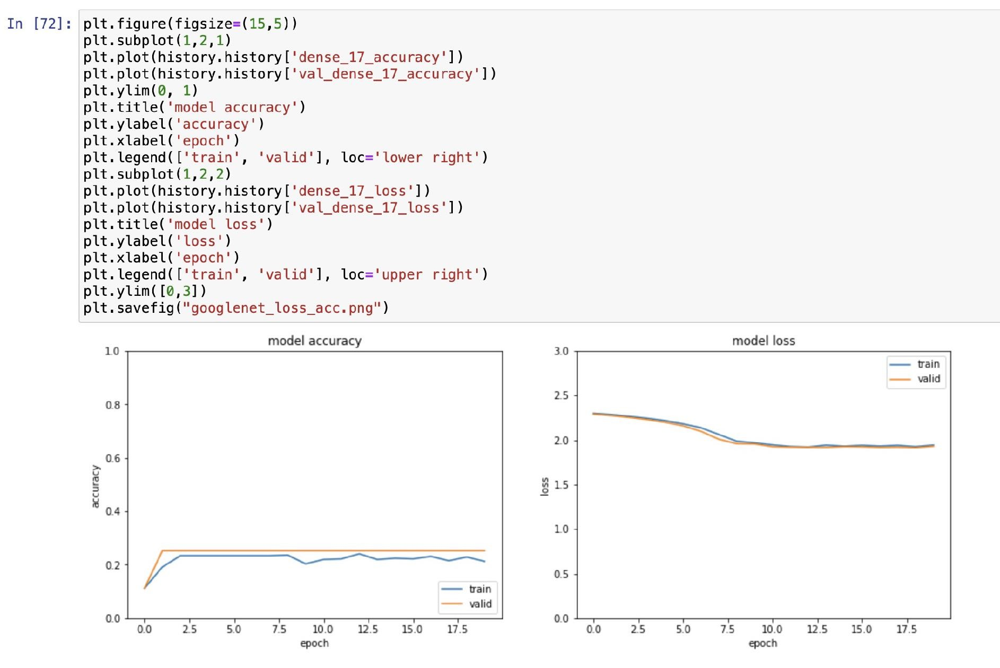 In [72]:
plt.figure(figsize=(15,5))
plt.subplot(1,2,1)
plt.plot(history.history['dense_17_accuracy'])
plt.plot(history.history['val_dense_17_accuracy'])
plt.ylim(0, 1)
plt.title('model accuracy')
plt.ylabel('accuracy')
plt.xlabel('epoch')
plt.legend(['train', 'valid'], loc='lower right')
plt.subplot(1,2,2)
plt.plot(history.history['dense_17_loss'])
plt.plot(history.history['val_dense_17_loss'])
plt.title('model loss')
plt.ylabel('loss')
plt.xlabel('epoch')
plt.legend(['train', 'valid'], loc='upper right')
plt.ylim([0,3])
plt.savefig("googlenet_loss_acc.png")
model accuracy
1.0
0.8
0.6
0.4
0.2
0.0
accuracy
train
valid
0.0 2.5 5.0 7.5 10.0 12.5 15.0 17.5
epoch
model loss
3.0
2.5
2.0
1.5
1.0
0.5
0.0
loss
train
valid
0.0 2.5 5.0 7.5 10.0 12.5 15.0 17.5
epoch